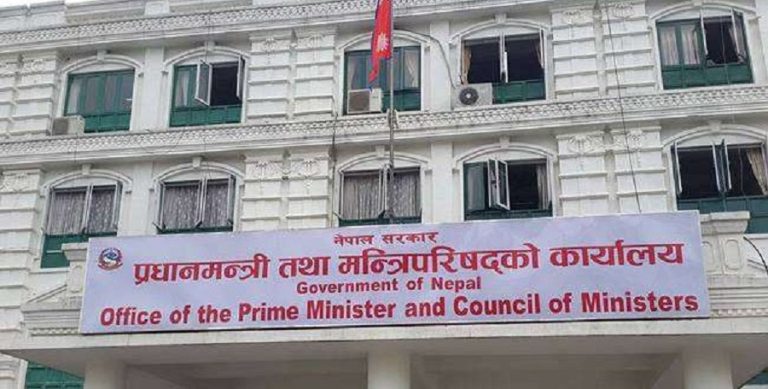 नेपाल सरकार
प्रधानमन्त्री तथा मन्त्रिपरिषद्को कार्यालय
Government of Nepal
Office of the Prime Minister and Council of Ministers